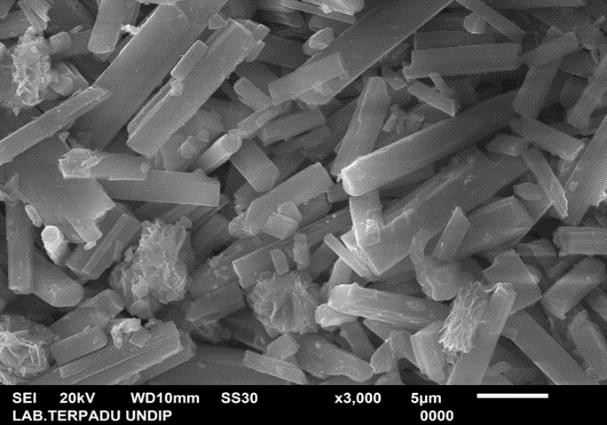 SEI 20kV WD10mm SS30 x3,000 5µm
LAB.TERPADU UNDIP 0000